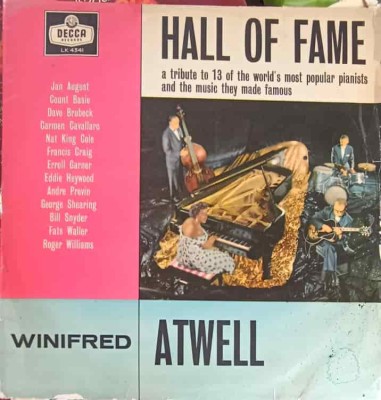 DECCA
RECORDS
LK 4341
HALL OF FAME
a tribute to 13 of the world's most popular pianists
and the music they made famous
Jan August
Count Basie
Dave Brubeck
Carmen Cavallaro
Nat King Cole
Francis Craig
Erroll Garner
Eddie Heywood
Andre Previn
George Shearing
Bill Snyder
Fats Waller
Roger Williams
WINIFRED ATWELL